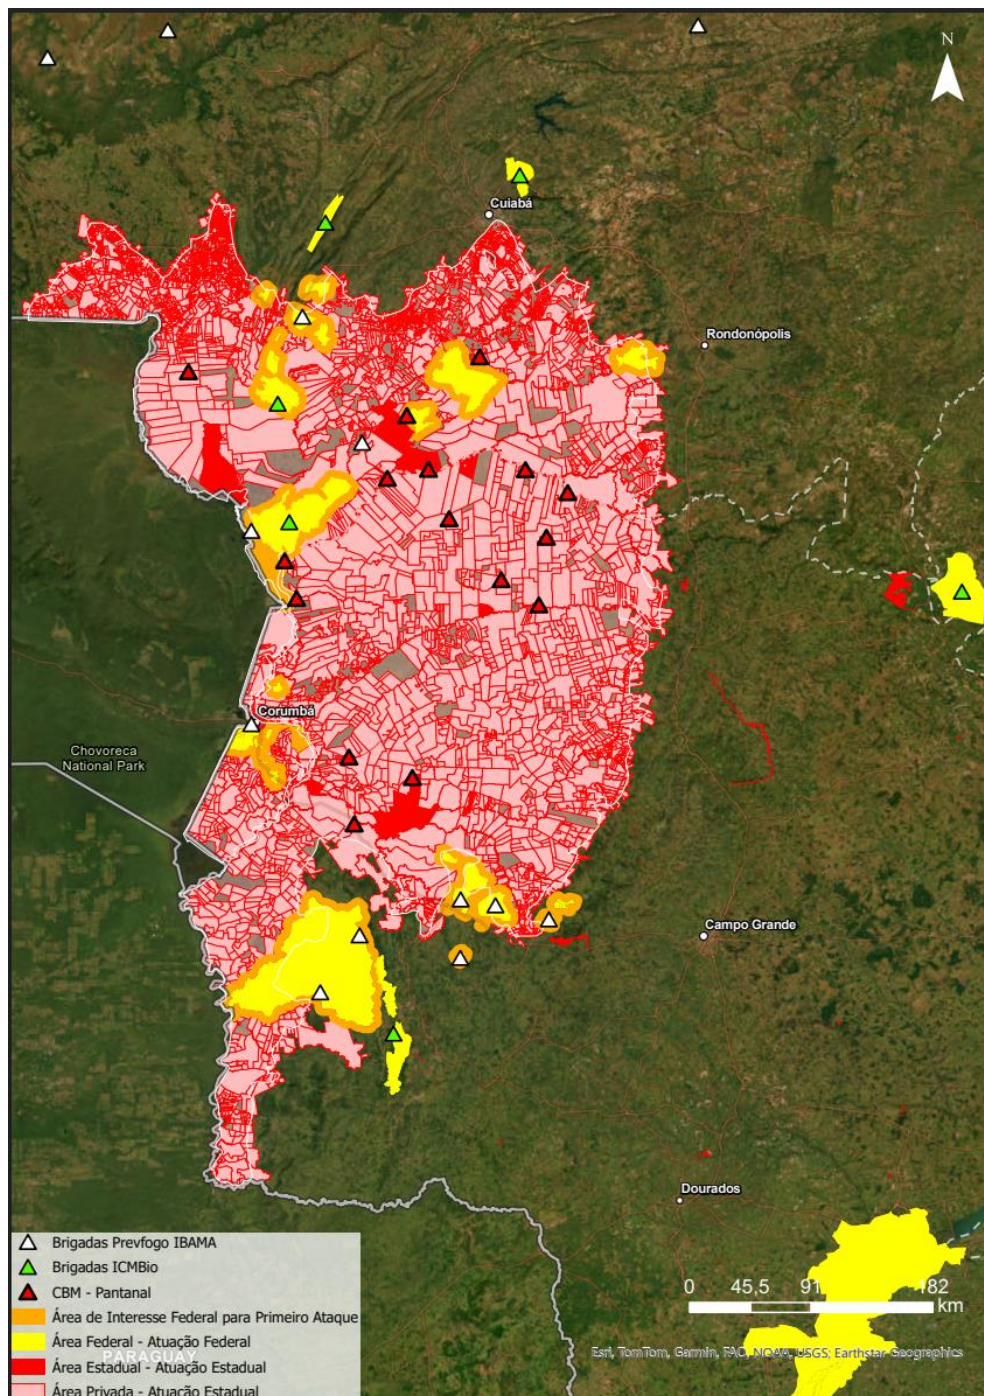 N
Cuiabá
Rondonópolis
Corumbá
Chovoreca
National Park
Campo Grande
Dourados
Brigadas Prevfogo IBAMA
Brigadas ICMBio
CBM - Pantanal
Área de Interesse Federal para Primeiro Ataque
Área Federal - Atuação Federal
Área Estadual - Atuação Estadual
Área Privada - Atuação Estadual
PARAGUAY
0 45,5 91 182
km
Esri, TomTom, Garmin, FAO, NOAA, USGS; Earthstar Geographics